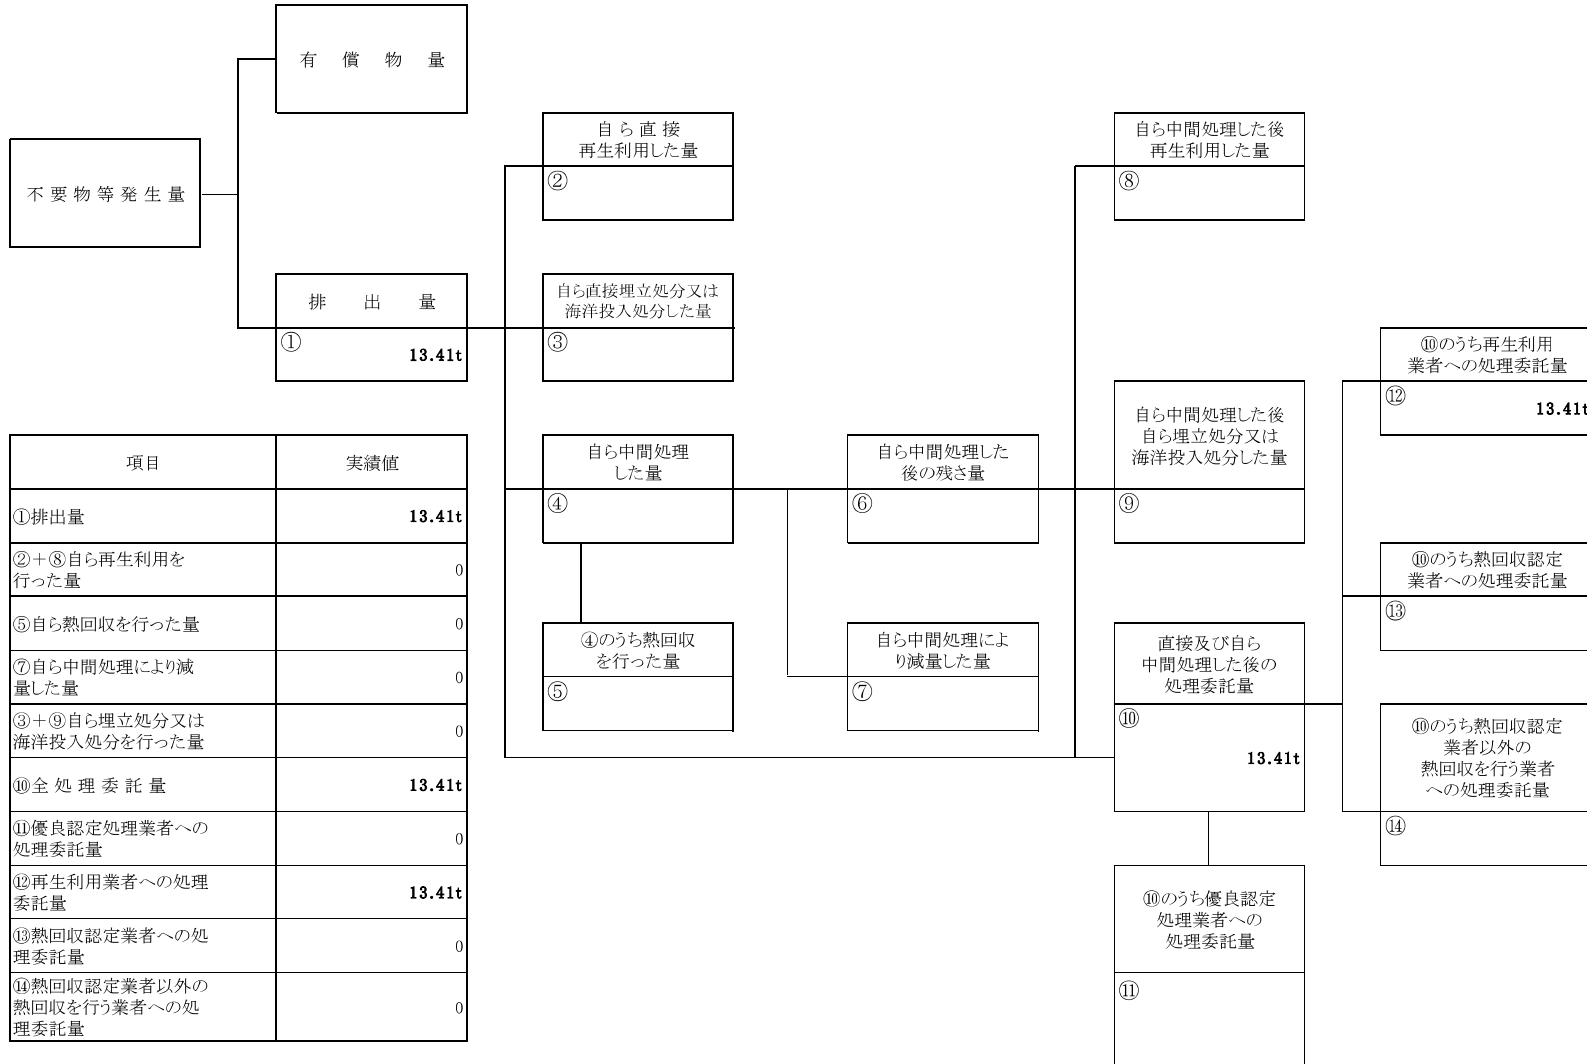 有償物量
自ら直接
再生利用した量
②
自ら中間処理した後
再生利用した量
⑧
不要物等発生量
排出量
①
13.41t
自ら直接埋立処分又は
海洋投入処分した量
③
⑩のうち再生利用
業者への処理委託量
⑫
13.41t
自ら中間処理した後
自ら埋立処分又は
海洋投入処分した量
⑨
自ら中間処理
した量
④
自ら中間処理した
後の残さ量
⑥
⑩のうち熱回収認定
業者への処理委託量
⑬
④のうち熱回収
を行った量
⑤
自ら中間処理によ
り減量した量
⑦
直接及び自ら
中間処理した後の
処理委託量
⑩
13.41t
⑩のうち熱回収認定
業者以外の
熱回収を行う業者
への処理委託量
⑭
⑩のうち優良認定
処理業者への
処理委託量
⑪
項目
実績値
①排出量
13.41t
②＋⑧自ら再生利用を
行った量
0
⑤自ら熱回収を行った量
0
⑦自ら中間処理により減
量した量
0
③＋⑨自ら埋立処分又は
海洋投入処分を行った量
0
⑩全処理委託量
13.41t
⑪優良認定処理業者への
処理委託量
0
⑫再生利用業者への処理
委託量
13.41t
⑬熱回収認定業者への処
理委託量
0
⑭熱回収認定業者以外の
熱回収を行う業者への処
理委託量
0